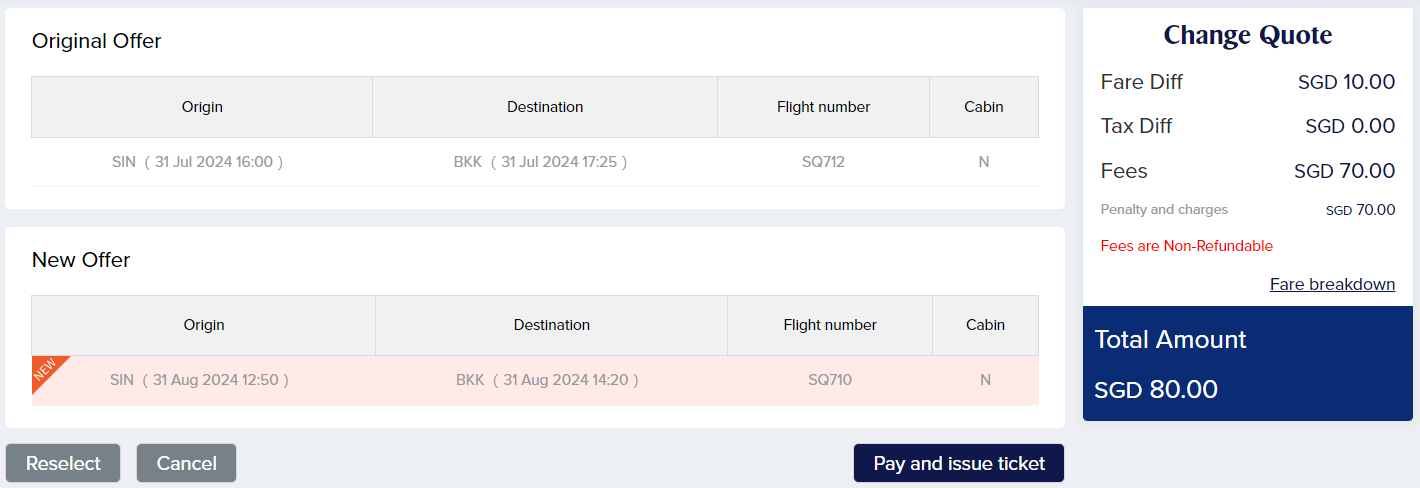 Original Offer
Origin Destination Flight number Cabin
SIN ( 31 Jul 2024 16:00 ) BKK ( 31 Jul 2024 17:25 ) SQ712 N
New Offer
Origin Destination Flight number Cabin
NEW SIN ( 31 Aug 2024 12:50 ) BKK ( 31 Aug 2024 14:20 ) SQ710 N
Reselect Cancel Pay and issue ticket
Change Quote
Fare Diff SGD 10.00
Tax Diff SGD 0.00
Fees SGD 70.00
Penalty and charges SGD 70.00
Fees are Non-Refundable
Fare breakdown
Total Amount
SGD 80.00